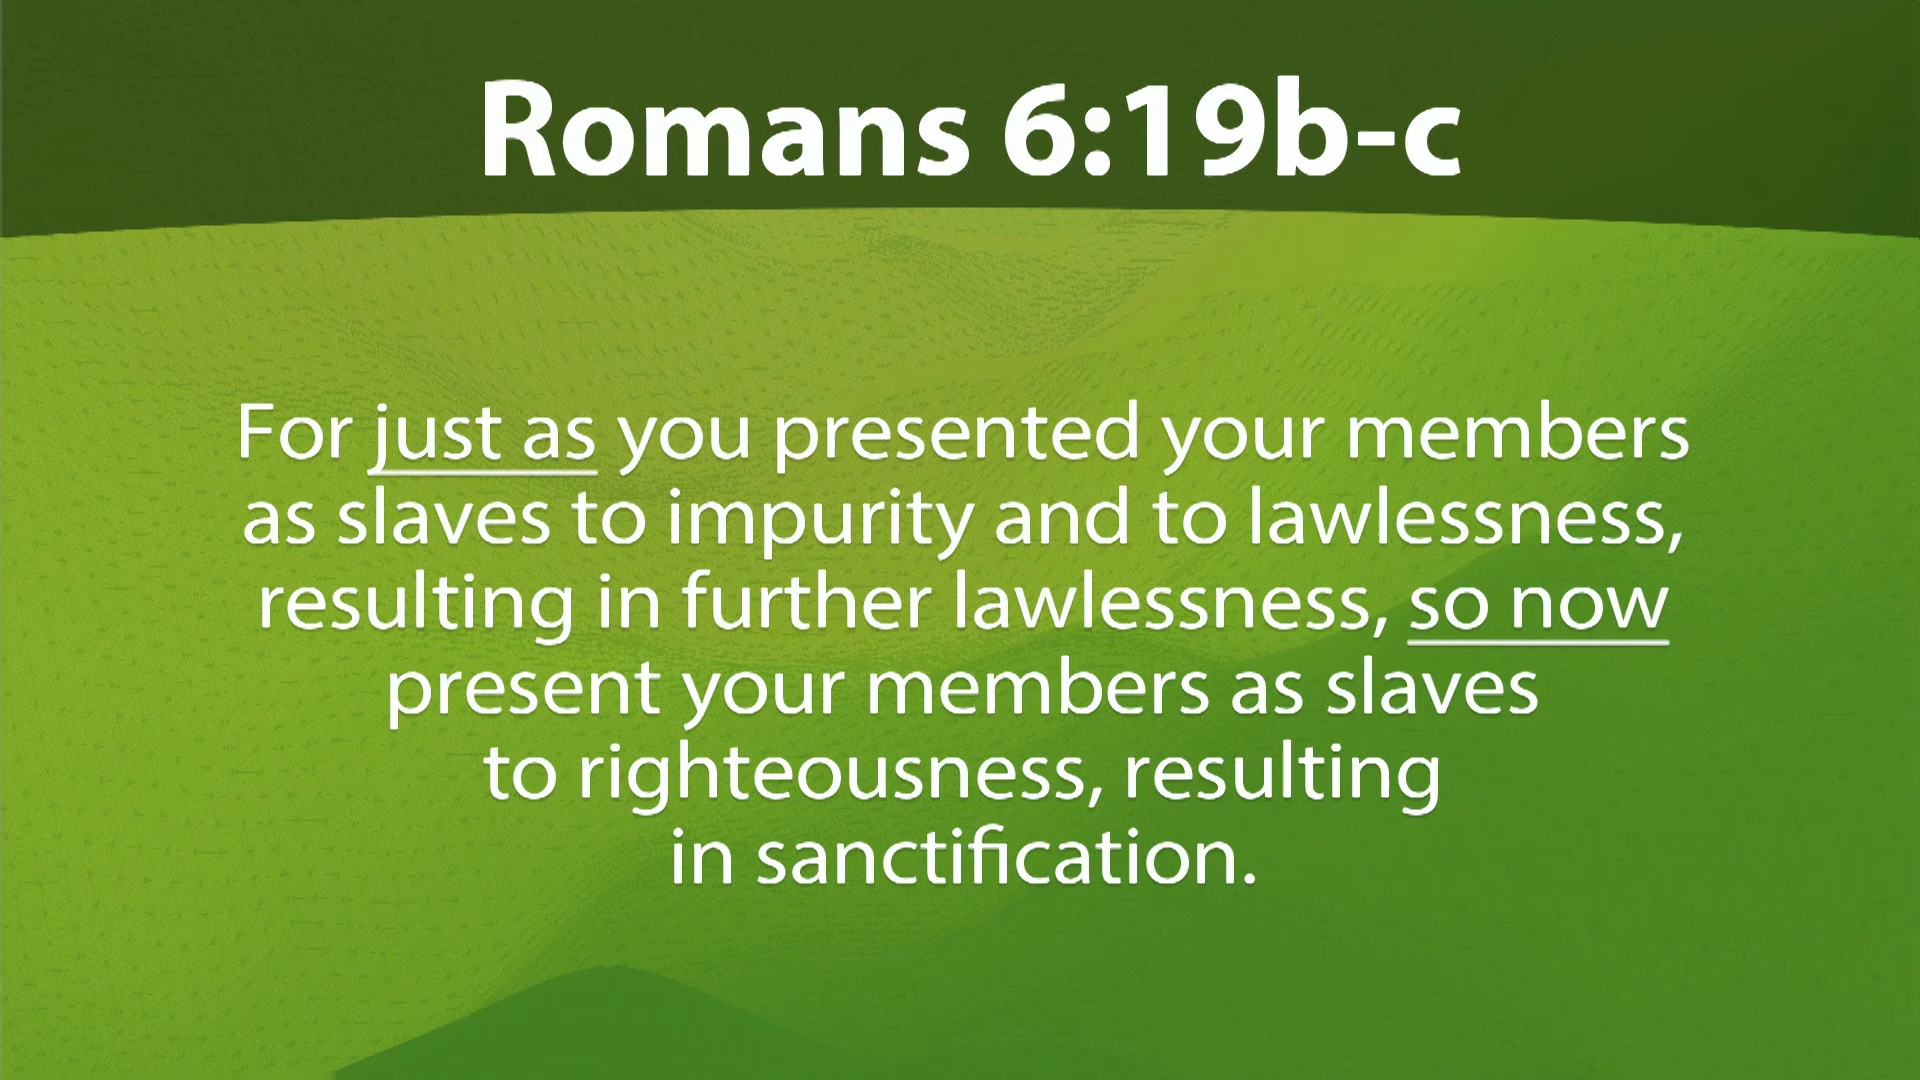 Romans 6:19b-c
For just as you presented your members
as slaves to impurity and to lawlessness,
resulting in further lawlessness, so now
present your members as slaves
to righteousness, resulting
in sanctification.